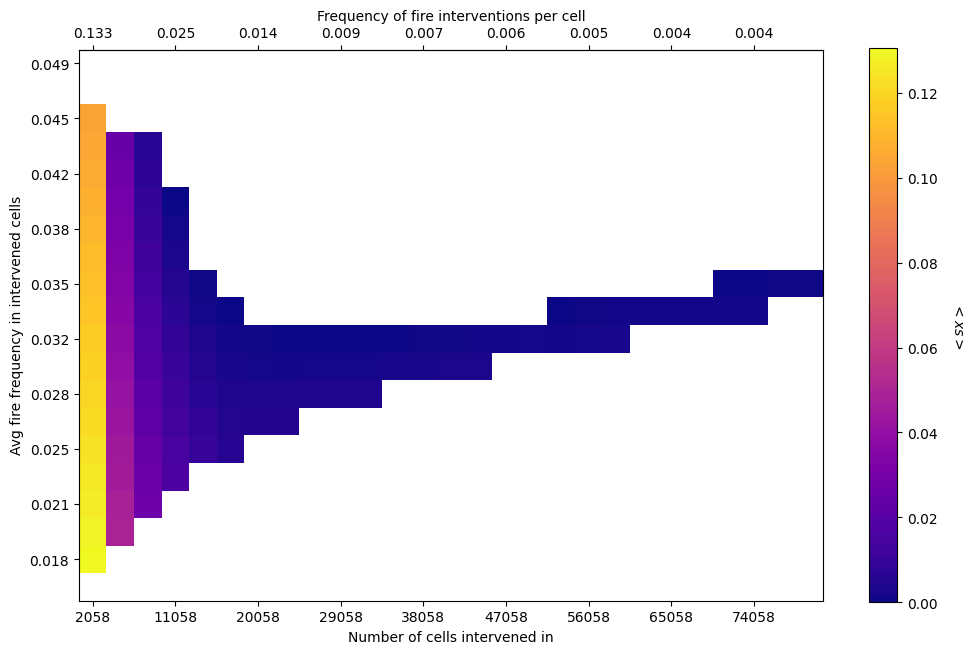 Frequency of fire interventions per cell
0.133 0.025 0.014 0.009 0.007 0.006 0.005 0.004 0.004
Avg fire frequency in intervened cells
0.049
0.045
0.042
0.038
0.035
0.032
0.028
0.025
0.021
0.018
2058 11058 20058 29058 38058 47058 56058 65058 74058
Number of cells intervened in
0.12
0.10
0.08
0.06
0.04
0.02
0.00
< sx >